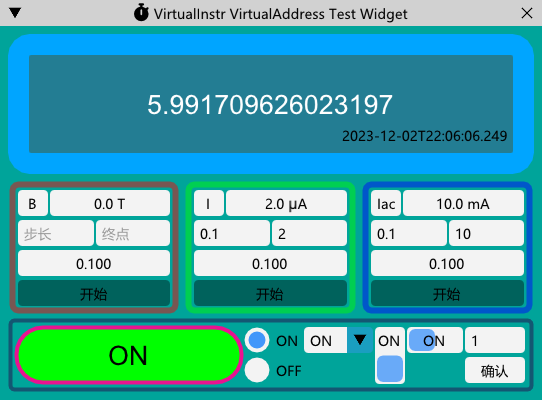 VirtualInstr VirtualAddress Test Widget
5.991709626023197
2023-12-02T22:06:06.249
B 0.0 T
步长 终点
0.100
开始
I 2.0 μA
0.1 2
0.100
开始
Iac 10.0 mA
0.1 10
0.100
开始
ON
ON
OFF
ON
ON
ON
1
确认